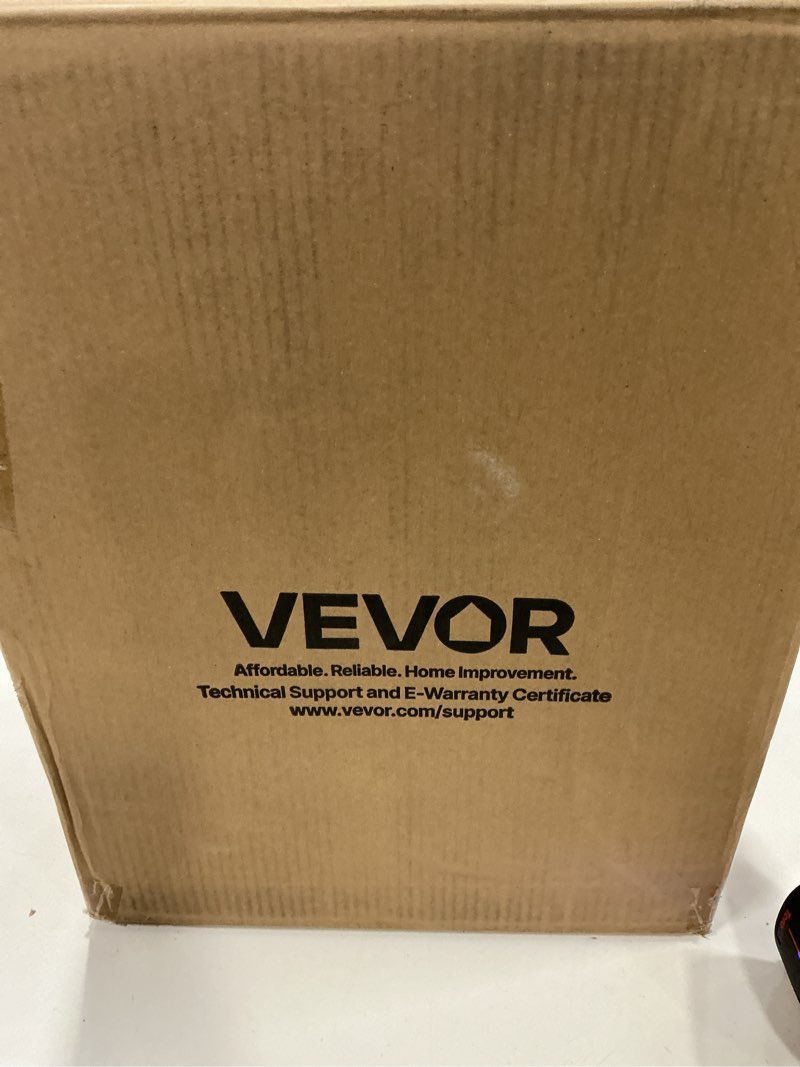 VEVOR
Affordable. Reliable. Home Improvement.
Technical Support and E-Warranty Certificate
www.vevor.com/support